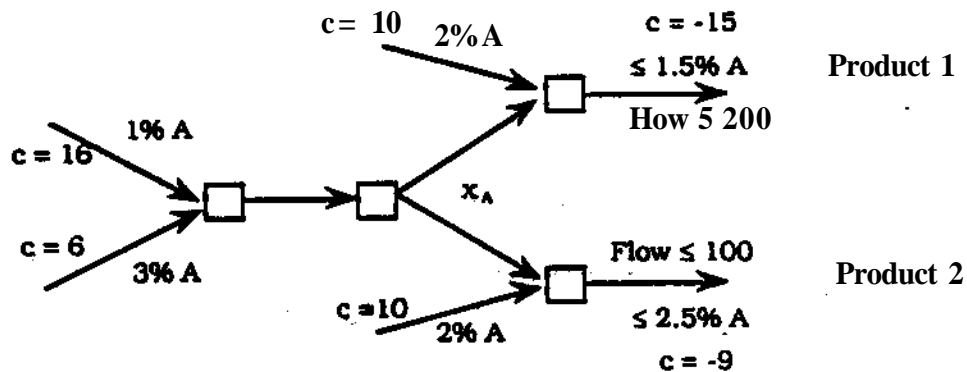 c = 10
2% A
c = -15
≤ 1.5% A
Product 1
How 5 200
1% A
c = 16
x_A
c = 6
3% A
Flow ≤ 100
Product 2
c = 10
2% A
≤ 2.5% A
c = -9